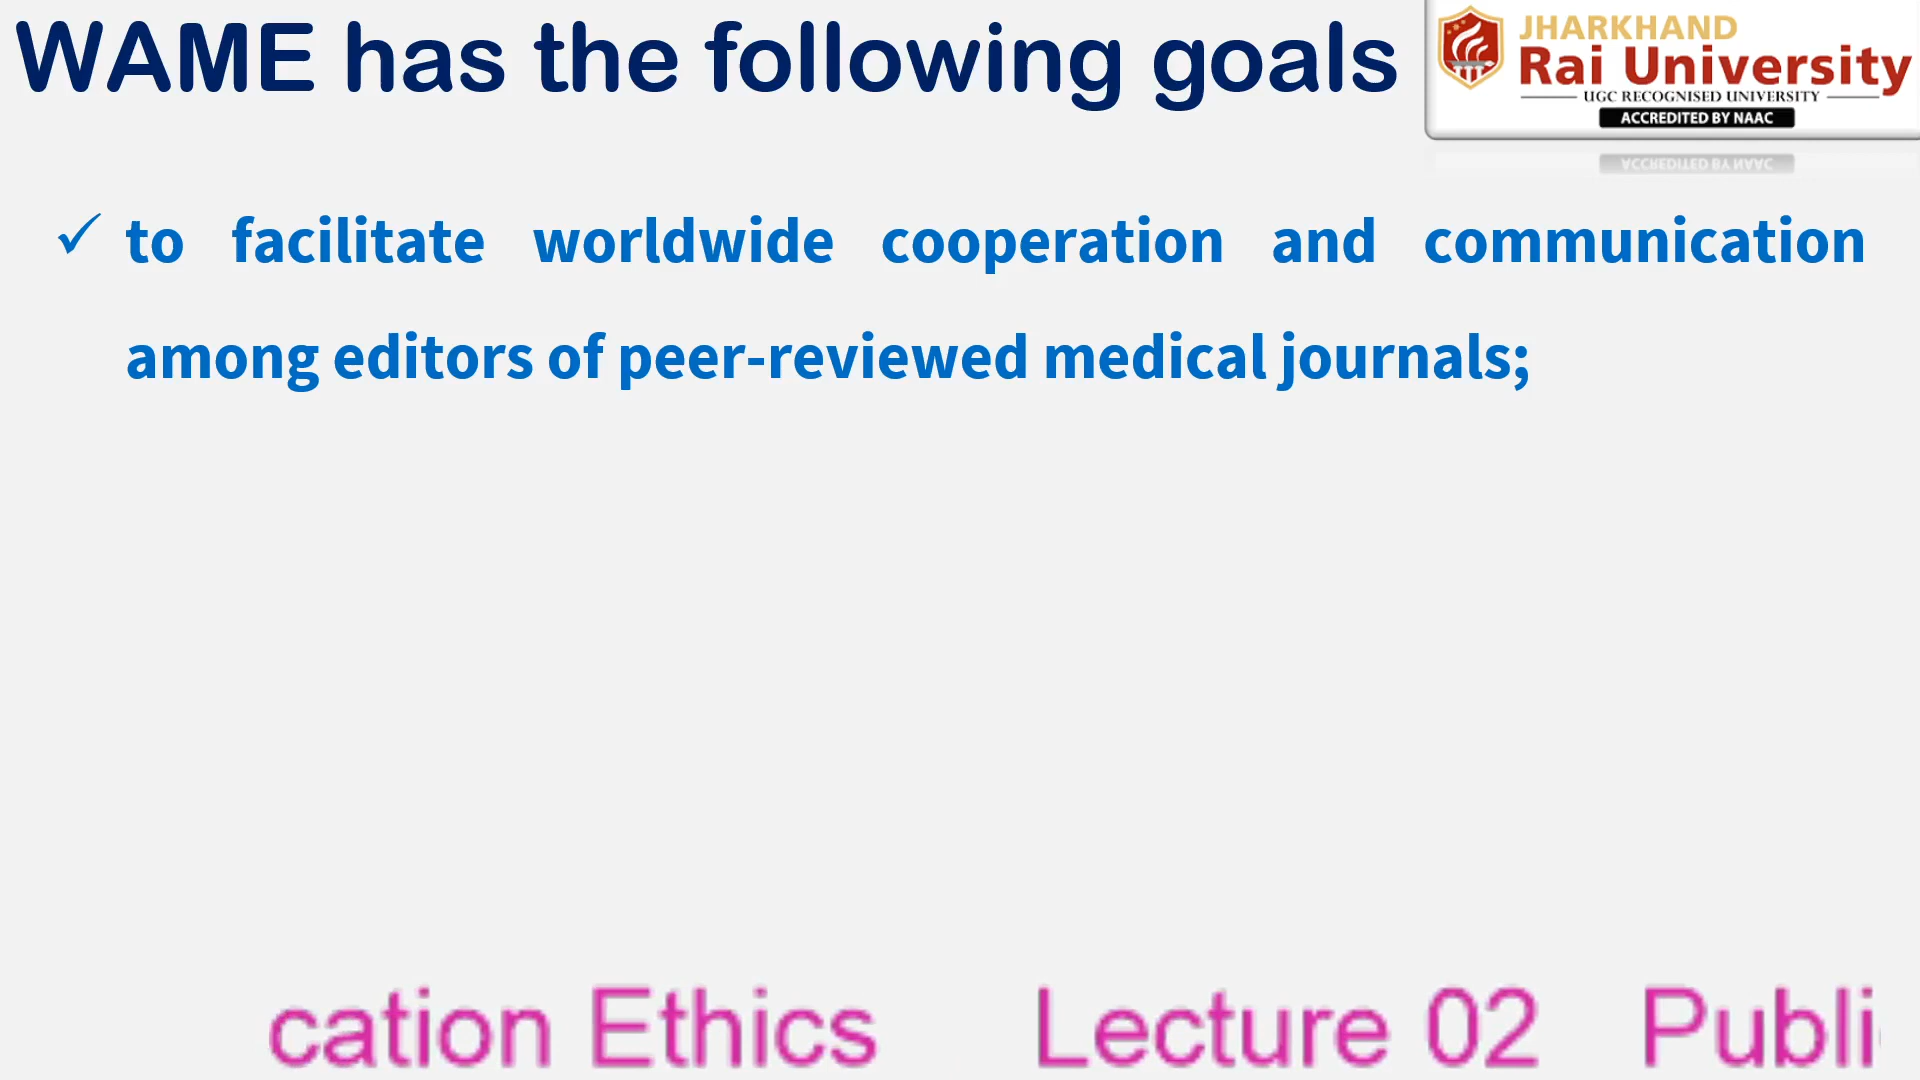 WAME has the following goals
JHARKHAND
Rai University
UGC RECOGNISED UNIVERSITY
ACCREDITED BY NAAC
✓ to facilitate worldwide cooperation and communication
among editors of peer-reviewed medical journals;
cation Ethics Lecture 02 Publi